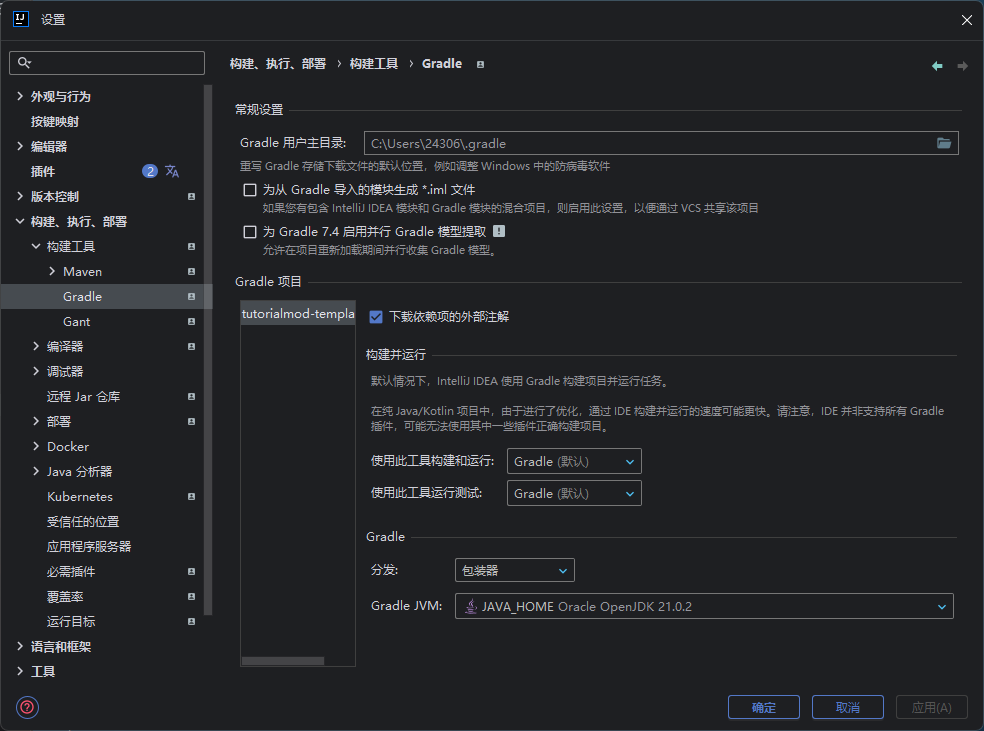 设置
构建、执行、部署 › 构建工具 › Gradle
外观与行为
按键映射
编辑器
插件 2
版本控制
构建、执行、部署
构建工具
Maven
Gradle
Gant
编译器
调试器
远程 Jar 仓库
部署
Docker
Java 分析器
Kubernetes
受信任的位置
应用程序服务器
必需插件
覆盖率
运行目标
语言和框架
工具
常规设置
Gradle 用户主目录: C:\Users\24306\.gradle
重写 Gradle 存储下载文件的默认位置，例如调整 Windows 中的防病毒软件
为从 Gradle 导入的模块生成 *.iml 文件
如果您有包含 IntelliJ IDEA 模块和 Gradle 模块的混合项目，则启用此设置，以便通过 VCS 共享该项目
为 Gradle 7.4 启用并行 Gradle 模型提取
允许在项目重新加载期间并行收集 Gradle 模型。
Gradle 项目
tutorialmod-templa
下载依赖项的外部注解
构建并运行
默认情况下，IntelliJ IDEA 使用 Gradle 构建项目并运行任务。
在纯 Java/Kotlin 项目中，由于进行了优化，通过 IDE 构建并运行的速度可能更快。请注意，IDE 并非支持所有 Gradle
插件，可能无法使用其中一些插件正确构建项目。
使用此工具构建和运行: Gradle (默认)
使用此工具运行测试: Gradle (默认)
Gradle
分发: 包装器
Gradle JVM: JAVA_HOME Oracle OpenJDK 21.0.2
确定 取消 应用(A)